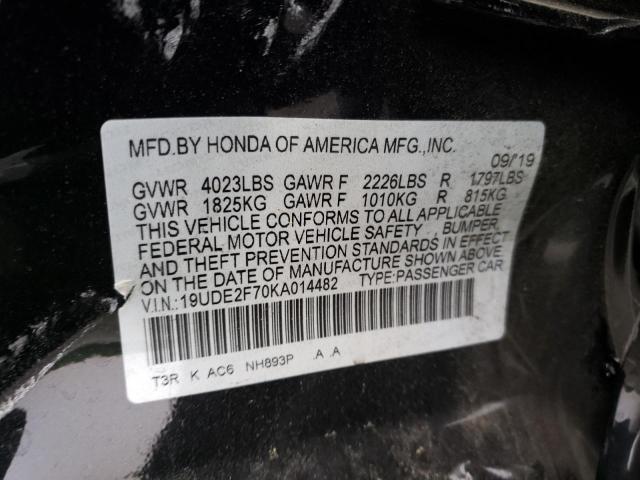 MFD.BY HONDA OF AMERICA MFG.,INC.
09/19
GVWR 4023LBS GAWR F 2226LBS R 1797LBS
GVWR 1825KG GAWR F 1010KG R 815KG
THIS VEHICLE CONFORMS TO ALL APPLICABLE
FEDERAL MOTOR VEHICLE SAFETY , BUMPER
AND THEFT PREVENTION STANDARDS IN EFFECT
ON THE DATE OF MANUFACTURE SHOWN ABOVE.
V.I.N.:19UDE2F70KA014482 TYPE:PASSENGER CAR
T3R K AC6 NH893P .A .A